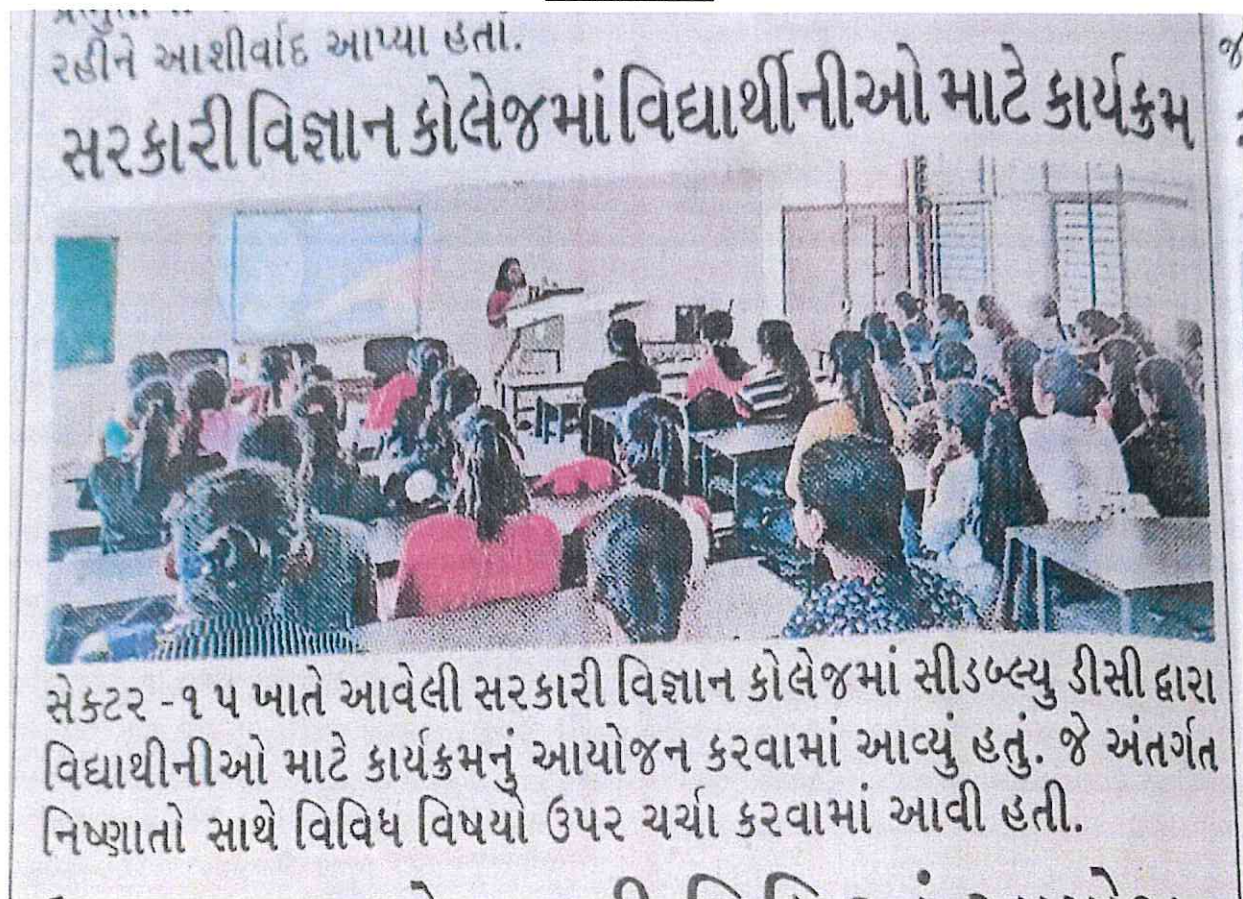 રહીને આશીર્વાદ આપ્યા હતા.
સરકારી વિજ્ઞાન કોલેજમાં વિદ્યાર્થીનીઓ માટે કાર્યક્રમ
સેક્ટર -૧૫ ખાતે આવેલી સરકારી વિજ્ઞાન કોલેજમાં સીડબ્લ્યુ ડીસી દ્વારા
વિદ્યાથીનીઓ માટે કાર્યક્રમનું આયોજન કરવામાં આવ્યું હતું. જે અંતર્ગત
નિષ્ણાતો સાથે વિવિધ વિષયો ઉપર ચર્ચા કરવામાં આવી હતી.